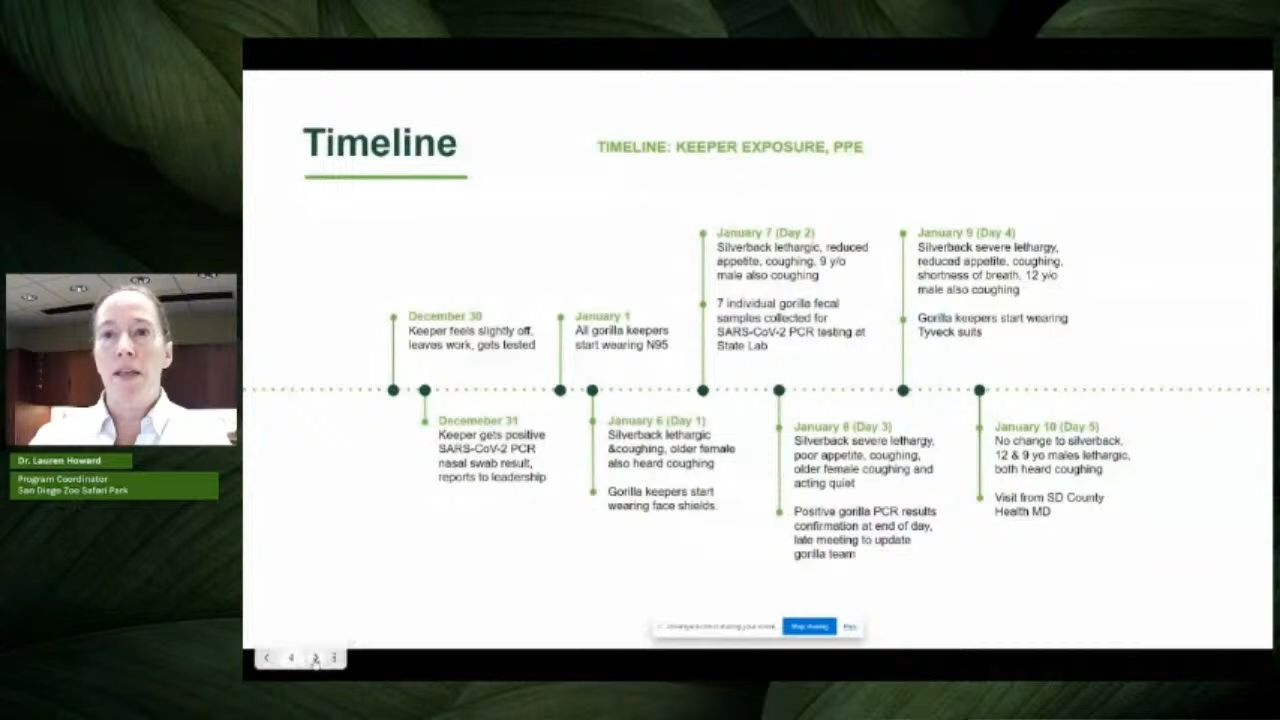 Timeline
TIMELINE: KEEPER EXPOSURE, PPE
January 7 (Day 2)
Silverback lethargic, reduced
appetite, coughing, 9 y/o
male also coughing
7 individual gorilla fecal
samples collected for
SARS-CoV-2 PCR testing at
State Lab
January 9 (Day 4)
Silverback severe lethargy,
reduced appetite, coughing,
shortness of breath, 12 y/o
male also coughing
Gorilla keepers start wearing
Tyveck suits
December 30
Keeper feels slightly off,
leaves work, gets tested
January 1
All gorilla keepers
start wearing N95
Decemeber 31
Keeper gets positive
SARS-CoV-2 PCR
nasal swab result,
reports to leadership
January 6 (Day 1)
Silverback lethargic
&coughing, older female
also heard coughing
Gorilla keepers start
wearing face shields.
January 8 (Day 3)
Silverback severe lethargy,
poor appetite, coughing,
older female coughing and
acting quiet
Positive gorilla PCR results
confirmation at end of day,
late meeting to update
gorilla team
January 10 (Day 5)
No change to silverback,
12 & 9 yo males lethargic,
both heard coughing
Visit from SD County
Health MD
Dr. Lauren Howard
Program Coordinator
San Diego Zoo Safari Park
Stop sharing
Hide